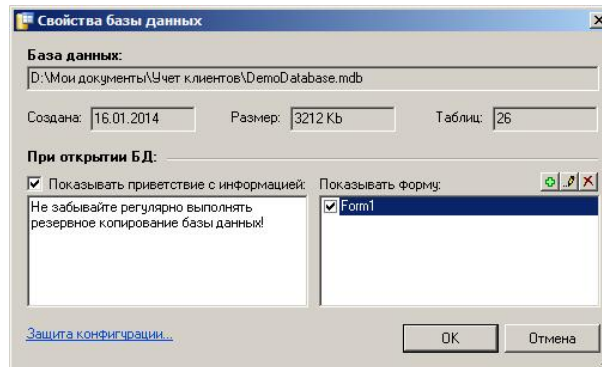 Свойства базы данных
База данных:
D:\Мои документы\Учет клиентов\DemoDatabase.mdb
Создана: 16.01.2014 Размер: 3212 Kb Таблиц: 26
При открытии БД:
Показывать приветствие с информацией: Показывать форму:
Не забывайте регулярно выполнять
резервное копирование базы данных!
Form1
Защита конфигурации...
OK Отмена